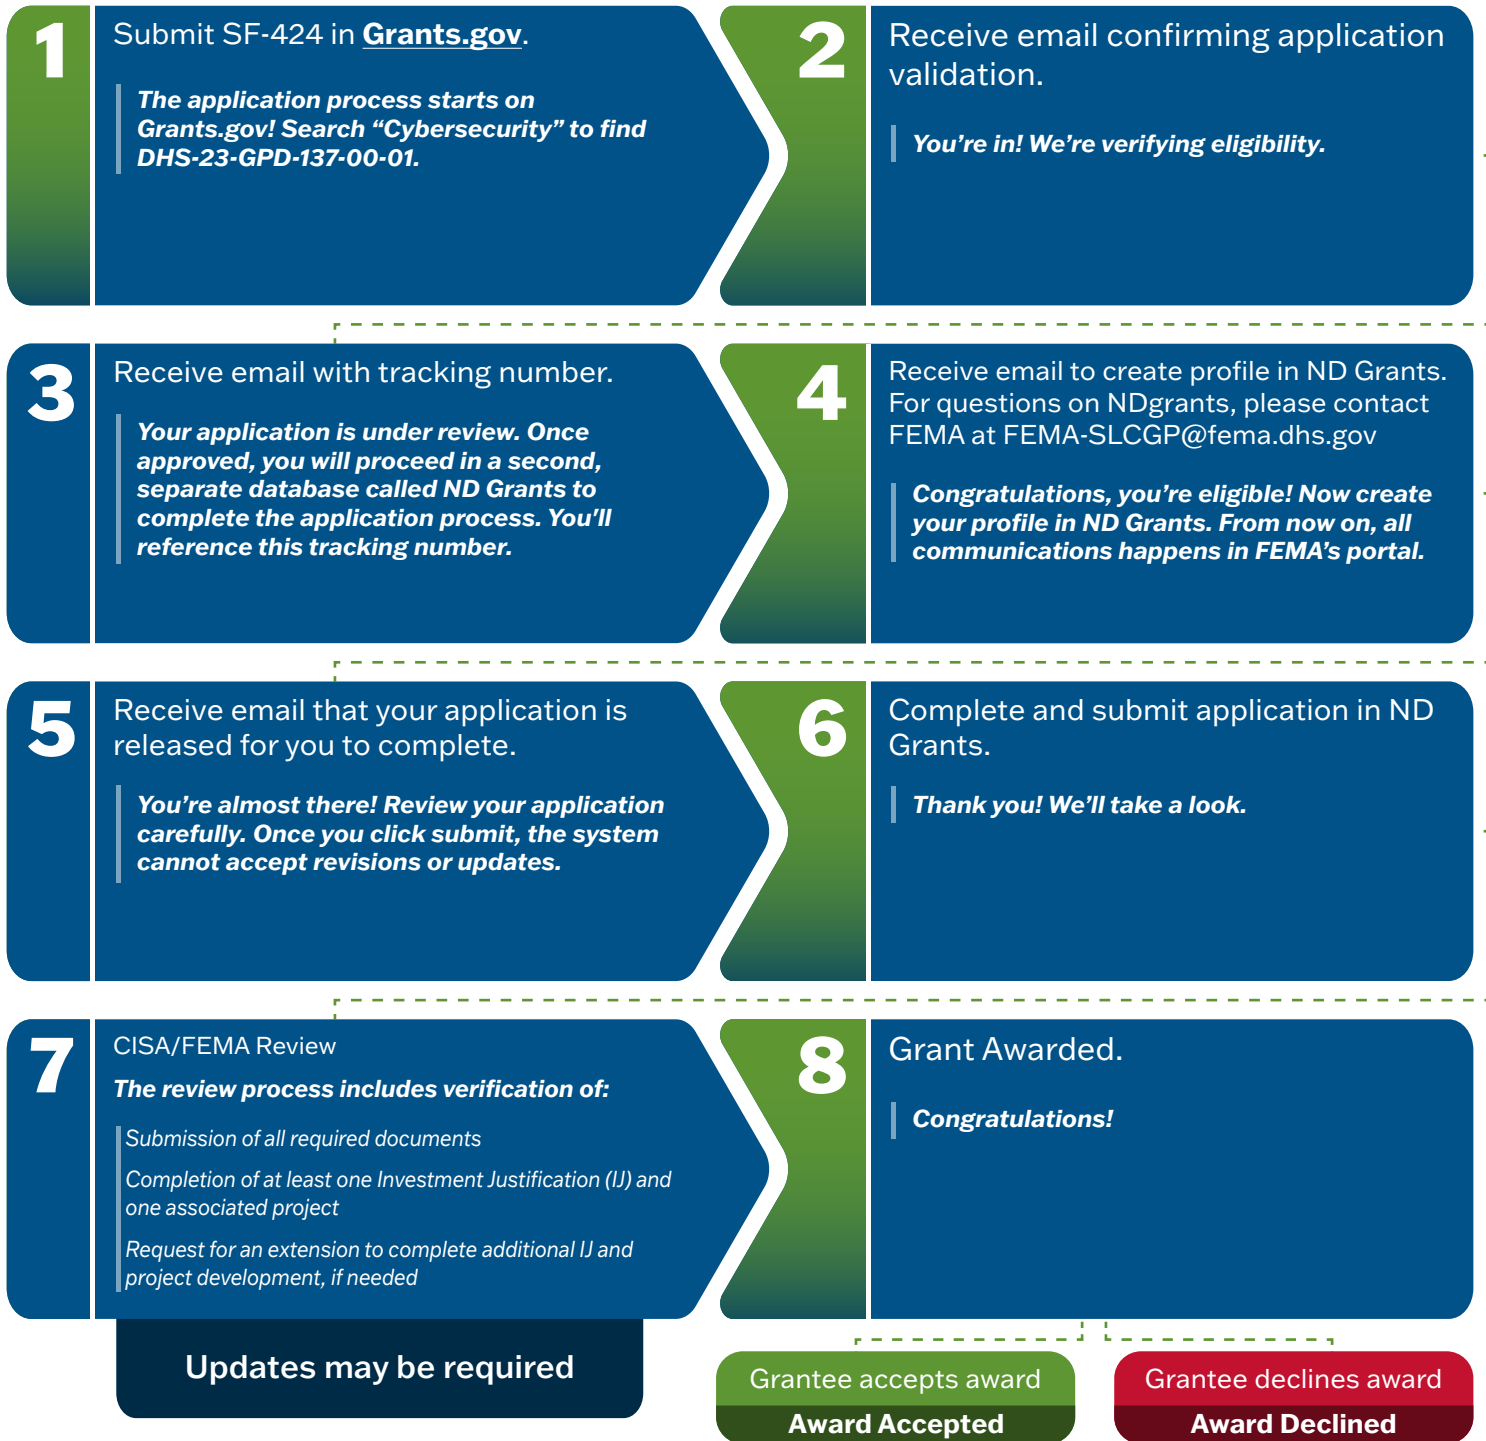 1
Submit SF-424 in Grants.gov.
The application process starts on
Grants.gov! Search “Cybersecurity” to find
DHS-23-GPD-137-00-01.
2
Receive email confirming application
validation.
You’re in! We’re verifying eligibility.
3
Receive email with tracking number.
Your application is under review. Once
approved, you will proceed in a second,
separate database called ND Grants to
complete the application process. You'll
reference this tracking number.
4
Receive email to create profile in ND Grants.
For questions on NDgrants, please contact
FEMA at FEMA-SLCGP@fema.dhs.gov
Congratulations, you’re eligible! Now create
your profile in ND Grants. From now on, all
communications happens in FEMA’s portal.
5
Receive email that your application is
released for you to complete.
You’re almost there! Review your application
carefully. Once you click submit, the system
cannot accept revisions or updates.
6
Complete and submit application in ND
Grants.
Thank you! We’ll take a look.
7
CISA/FEMA Review
The review process includes verification of:
Submission of all required documents
Completion of at least one Investment Justification (IJ) and
one associated project
Request for an extension to complete additional IJ and
project development, if needed
Updates may be required
8
Grant Awarded.
Congratulations!
Grantee accepts award
Award Accepted
Grantee declines award
Award Declined